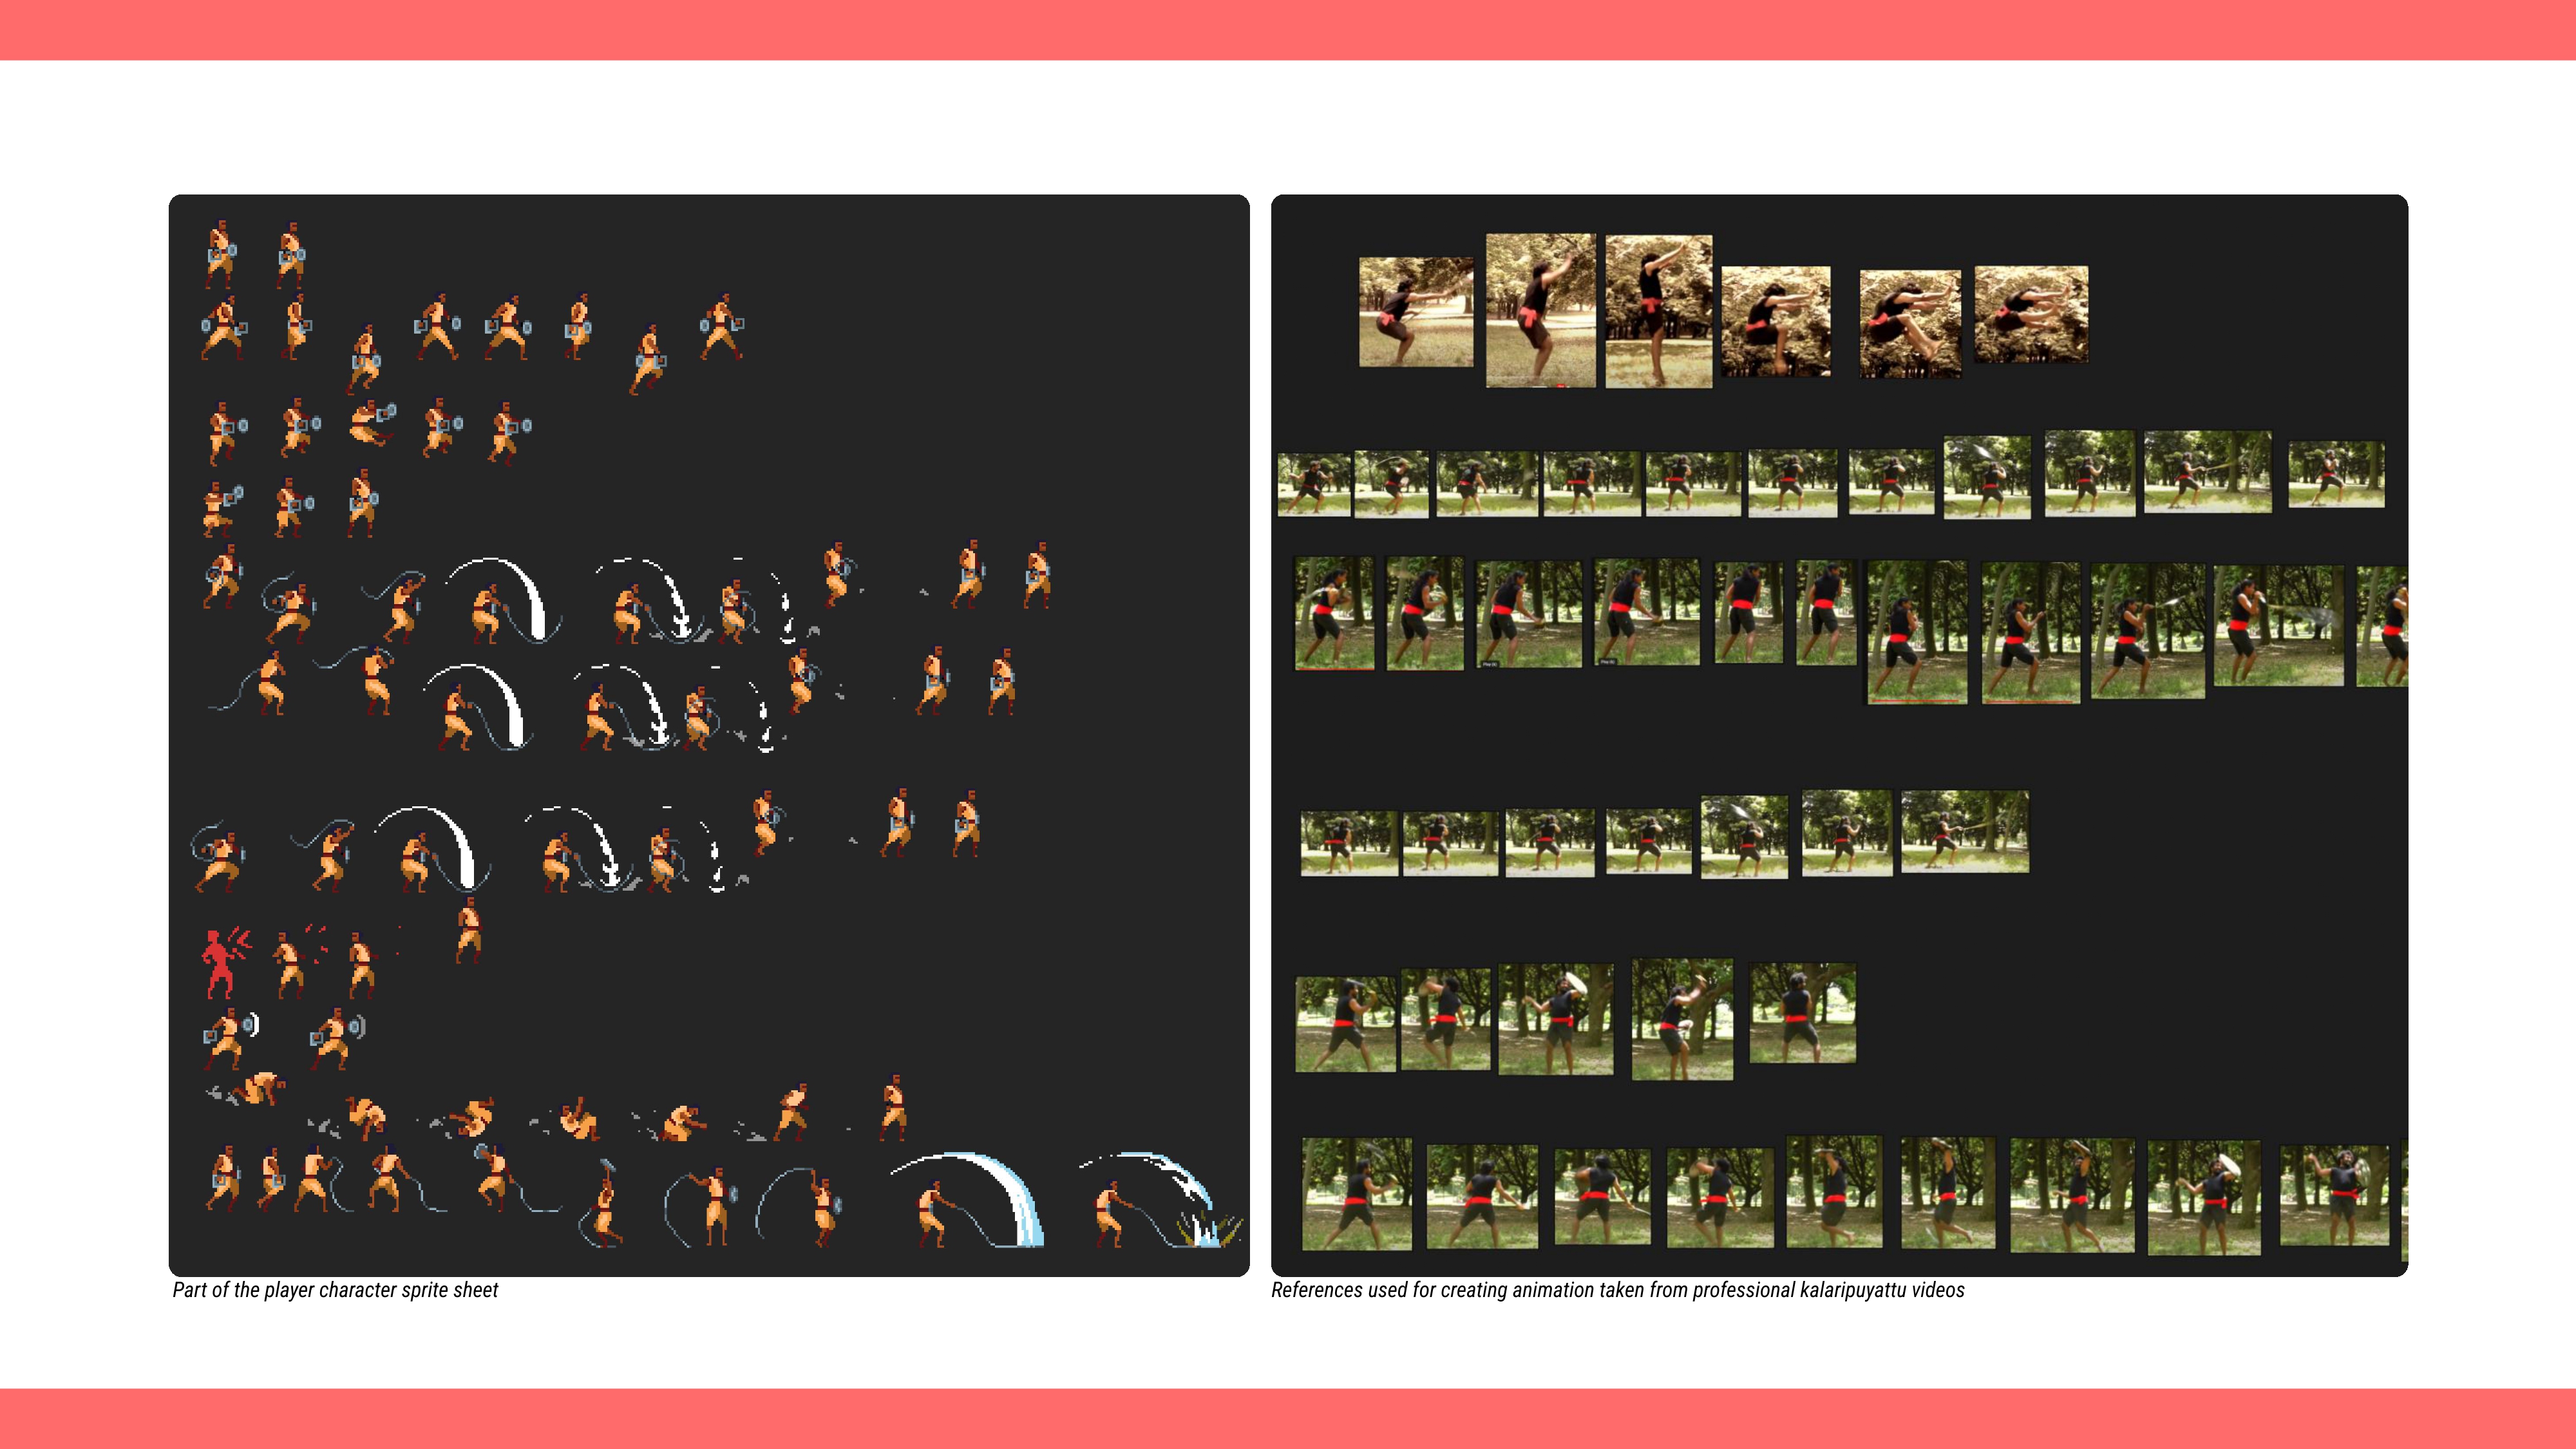 Part of the player character sprite sheet
References used for creating animation taken from professional kalaripuyattu videos